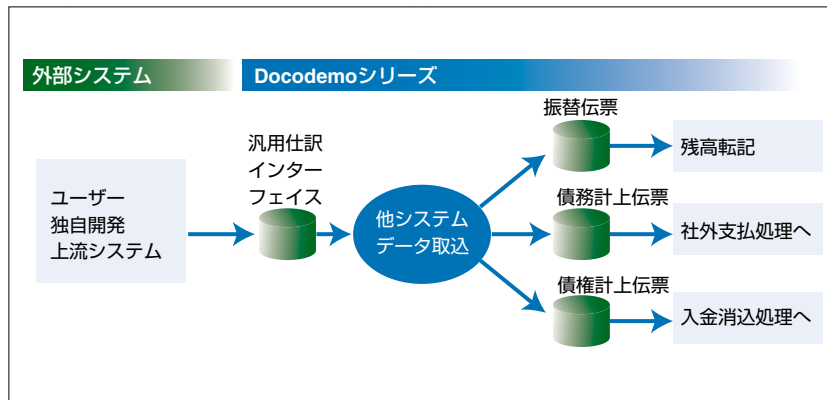 外部システム
Docodemoシリーズ
ユーザー
独自開発
上流システム
汎用仕訳
インター
フェイス
他システム
データ取込
振替伝票
残高転記
債務計上伝票
社外支払処理へ
債権計上伝票
入金消込処理へ